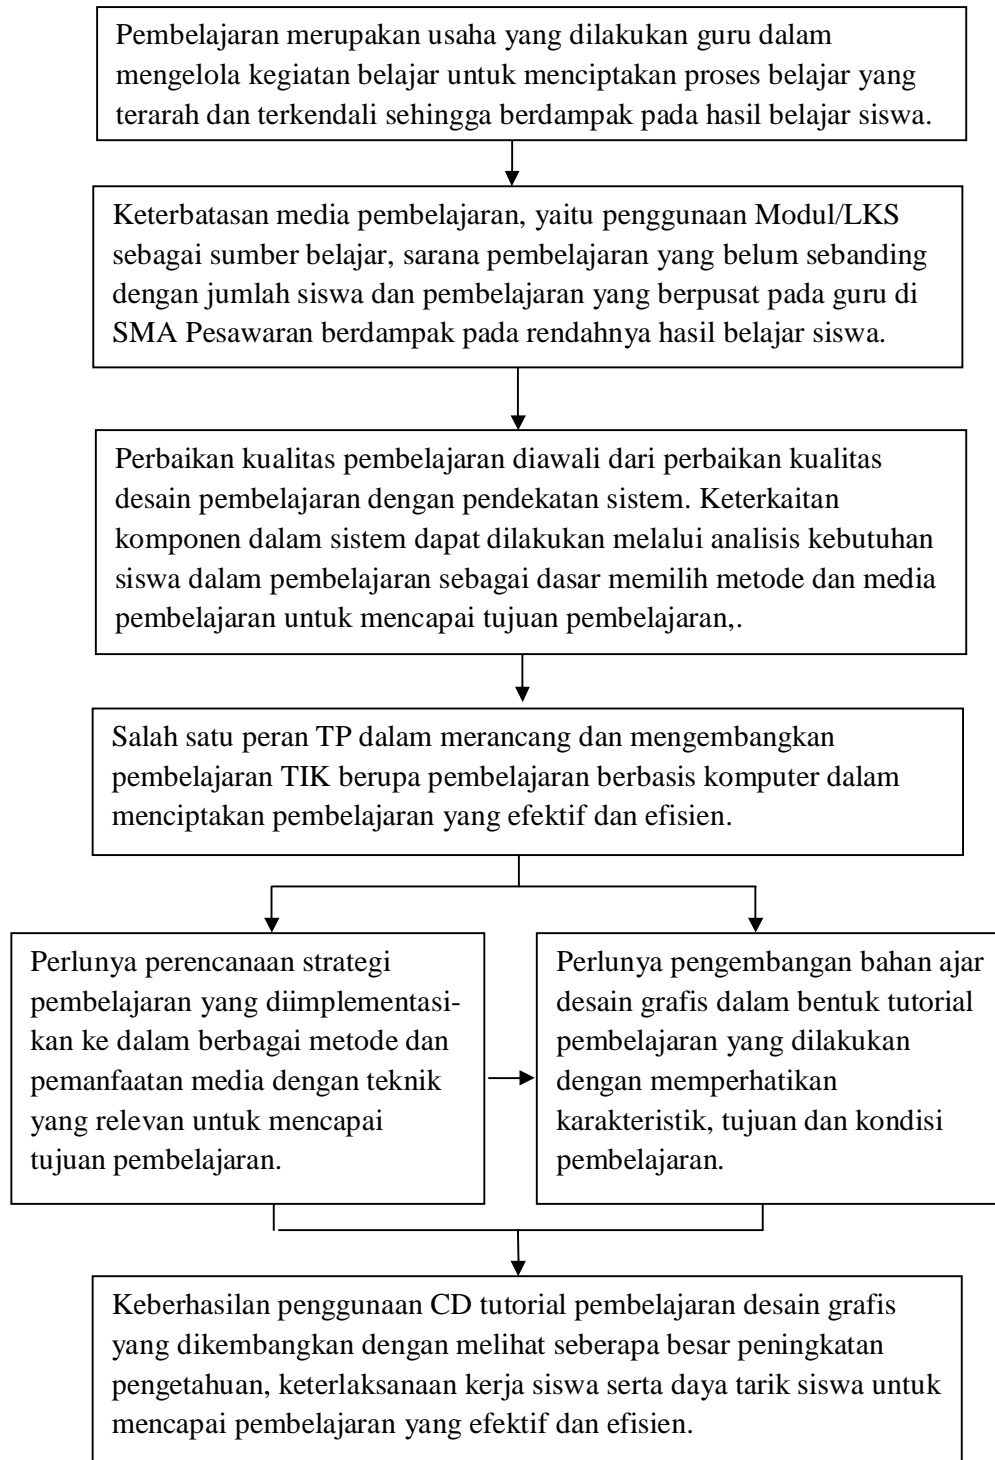 Pembelajaran merupakan usaha yang dilakukan guru dalam
mengelola kegiatan belajar untuk menciptakan proses belajar yang
terarah dan terkendali sehingga berdampak pada hasil belajar siswa.
Keterbatasan media pembelajaran, yaitu penggunaan Modul/LKS
sebagai sumber belajar, sarana pembelajaran yang belum sebanding
dengan jumlah siswa dan pembelajaran yang berpusat pada guru di
SMA Pesawaran berdampak pada rendahnya hasil belajar siswa.
Perbaikan kualitas pembelajaran diawali dari perbaikan kualitas
desain pembelajaran dengan pendekatan sistem. Keterkaitan
komponen dalam sistem dapat dilakukan melalui analisis kebutuhan
siswa dalam pembelajaran sebagai dasar memilih metode dan media
pembelajaran untuk mencapai tujuan pembelajaran,.
Salah satu peran TP dalam merancang dan mengembangkan
pembelajaran TIK berupa pembelajaran berbasis komputer dalam
menciptakan pembelajaran yang efektif dan efisien.
Perlunya perencanaan strategi
pembelajaran yang diimplementasi-
kan ke dalam berbagai metode dan
pemanfaatan media dengan teknik
yang relevan untuk mencapai
tujuan pembelajaran.
Perlunya pengembangan bahan ajar
desain grafis dalam bentuk tutorial
pembelajaran yang dilakukan
dengan memperhatikan
karakteristik, tujuan dan kondisi
pembelajaran.
Keberhasilan penggunaan CD tutorial pembelajaran desain grafis
yang dikembangkan dengan melihat seberapa besar peningkatan
pengetahuan, keterlaksanaan kerja siswa serta daya tarik siswa untuk
mencapai pembelajaran yang efektif dan efisien.